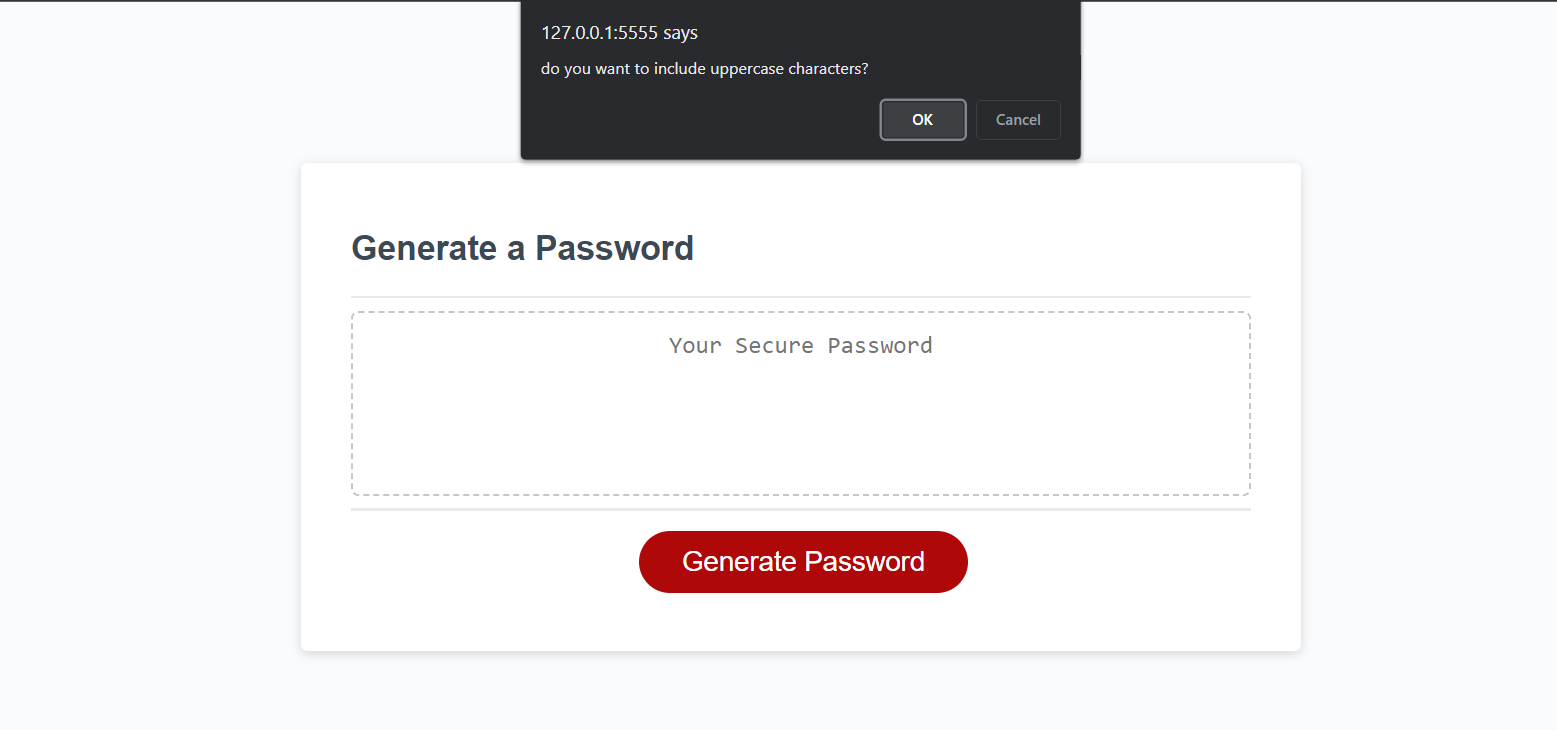 127.0.0.1:5555 says
do you want to include uppercase characters?
OK
Cancel
Generate a Password
Your Secure Password
Generate Password